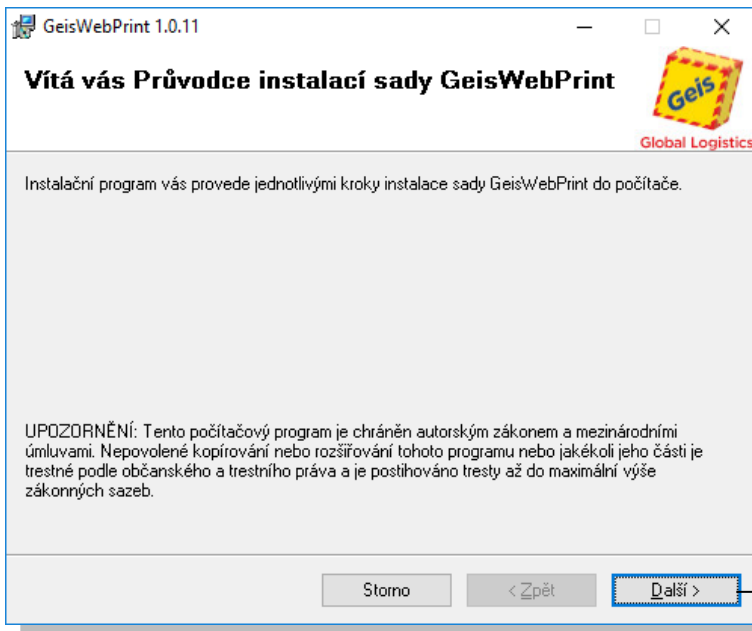 GeisWebPrint 1.0.11
Vítá vás Průvodce instalací sady GeisWebPrint
Geis
Global Logistics
Instalační program vás provede jednotlivými kroky instalace sady GeisWebPrint do počítače.
UPOZORNĚNÍ: Tento počítačový program je chráněn autorským zákonem a mezinárodními
úmluvami. Nepovolené kopírování nebo rozšiřování tohoto programu nebo jakékoli jeho části je
trestné podle občanského a trestního práva a je postihováno tresty až do maximální výše
zákonných sazeb.
Storno
< Zpět
Další >